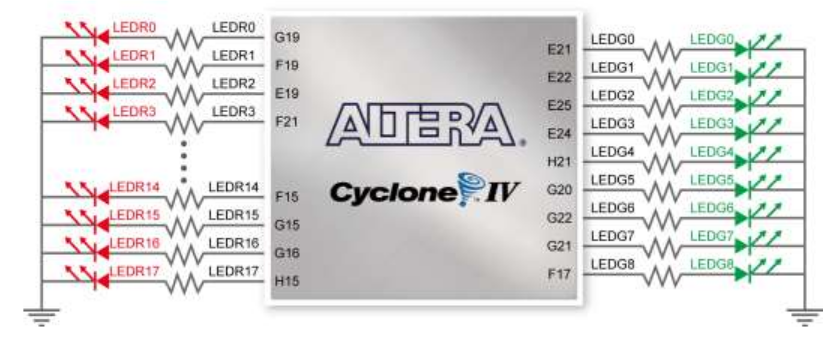 LEDR0 LEDR0 G19
LEDR1 LEDR1 F19
LEDR2 LEDR2 E19
LEDR3 LEDR3 F21
LEDR14 LEDR14 F15
LEDR15 LEDR15 G15
LEDR16 LEDR16 G16
LEDR17 LEDR17 H15
ALTERA.
Cyclone IV
E21 LEDG0 LEDG0
E22 LEDG1 LEDG1
E25 LEDG2 LEDG2
E24 LEDG3 LEDG3
H21 LEDG4 LEDG4
G20 LEDG5 LEDG5
G22 LEDG6 LEDG6
G21 LEDG7 LEDG7
F17 LEDG8 LEDG8